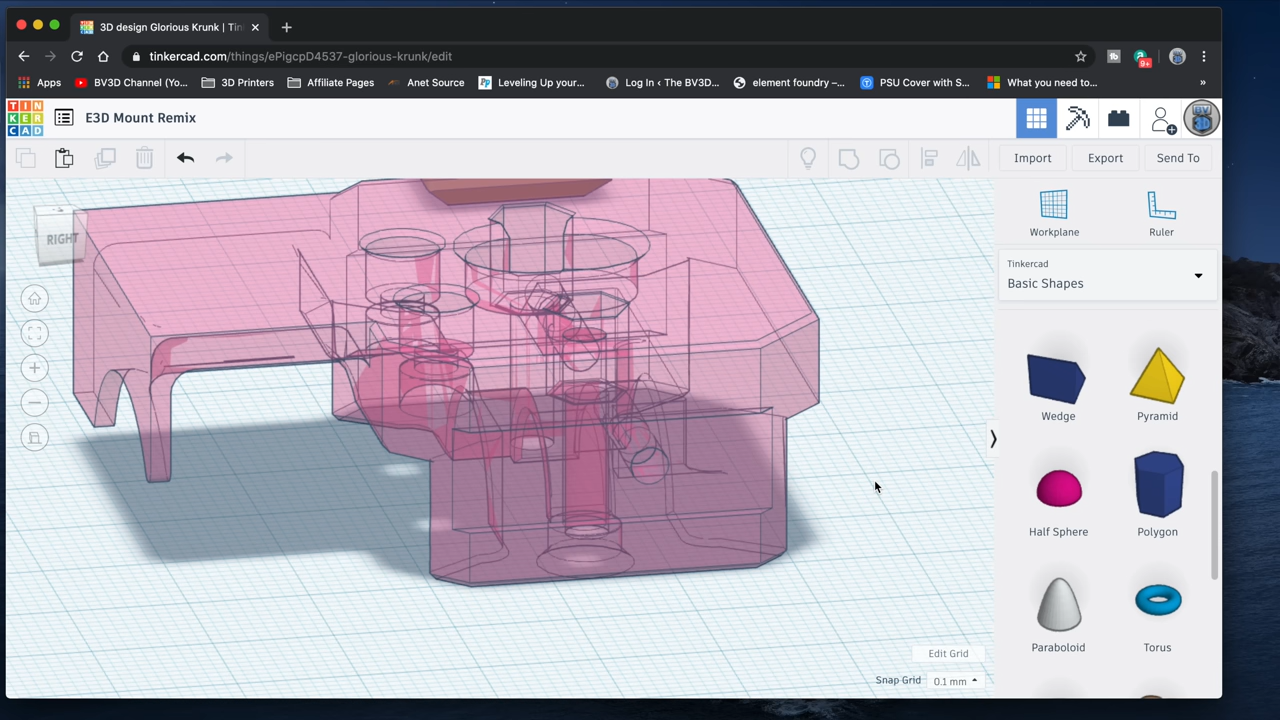 3D design Glorious Krunk | Tin
tinkercad.com/things/ePigcpD4537-glorious-krunk/edit
9+
Apps
BV3D Channel (Yo...
3D Printers
Affiliate Pages
Anet Source
Leveling Up your...
Log In ‹ The BV3D...
element foundry –...
PSU Cover with S...
What you need to...
»
TIN
KER
CAD
E3D Mount Remix
Import
Export
Send To
RIGHT
Workplane
Ruler
Tinkercad
Basic Shapes
Wedge
Pyramid
Half Sphere
Polygon
Paraboloid
Torus
Edit Grid
Snap Grid
0.1 mm